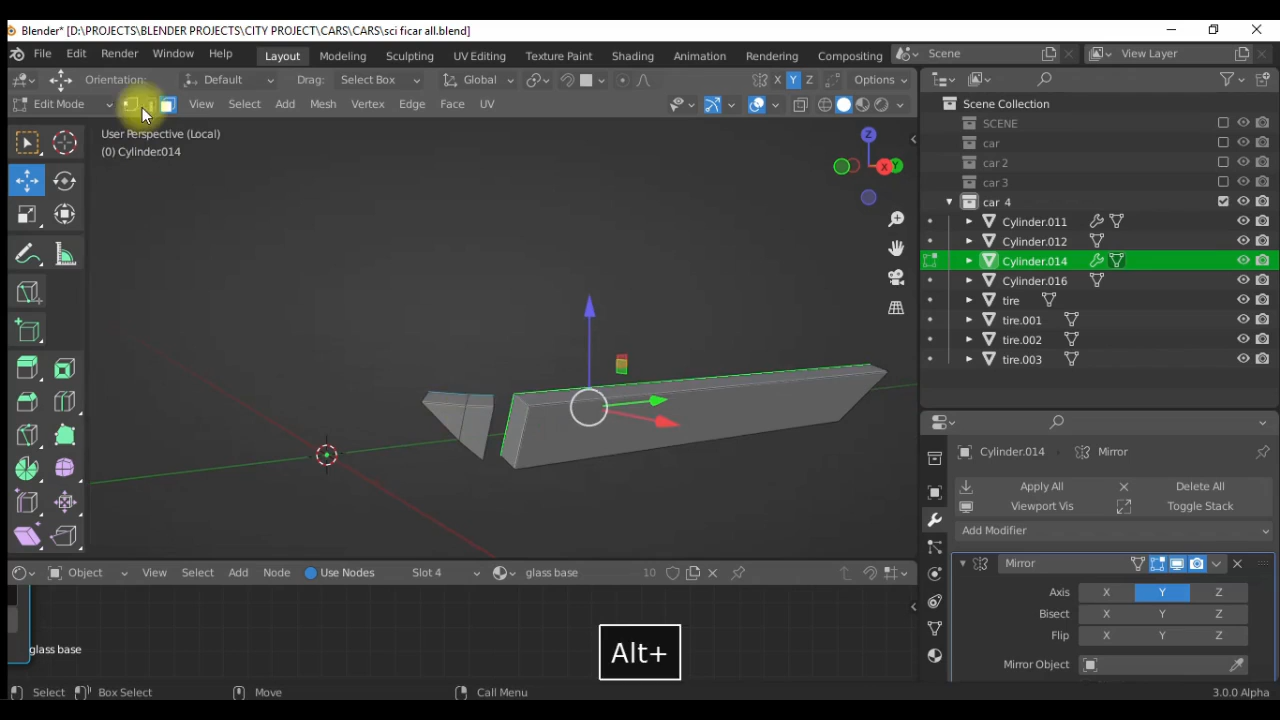 Blender* [D:\PROJECTS\BLENDER PROJECTS\CITY PROJECT\CARS\CARS\sci ficar all.blend]
File Edit Render Window Help Layout Modeling Sculpting UV Editing Texture Paint Shading Animation Rendering Compositing Scene View Layer
Orientation: Default Drag: Select Box Global X Y Z Options
Edit Mode View Select Add Mesh Vertex Edge Face UV
Scene Collection
User Perspective (Local)
(0) Cylinder.014
Z
X
Y
SCENE
car
car 2
car 3
car 4
Cylinder.011
Cylinder.012
Cylinder.014
Cylinder.016
tire
tire.001
tire.002
tire.003
Cylinder.014 Mirror
Apply All Delete All
Viewport Vis Toggle Stack
Add Modifier
Mirror
Axis X Y Z
Bisect X Y Z
Flip X Y Z
Mirror Object
Object View Select Add Node Use Nodes Slot 4 glass base 10
glass base
Alt+
Select Box Select Move Call Menu 3.0.0 Alpha